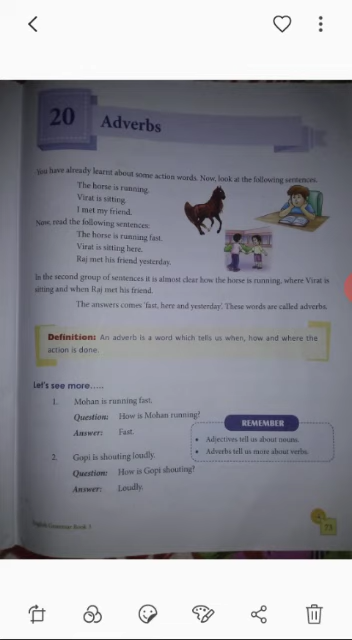 20
Adverbs
You have already learnt about some action words. Now, look at the following sentences.
The horse is running.
Virat is sitting.
I met my friend.
Now, read the following sentences:
The horse is running fast.
Virat is sitting here.
Raj met his friend yesterday.
In the second group of sentences it is almost clear how the horse is running, where Virat is
sitting and when Raj met his friend.
The answers comes 'fast, here and yesterday'. These words are called adverbs.
Definition: An adverb is a word which tells us when, how and where the
action is done.
Let's see more.....
1. Mohan is running fast.
Question: How is Mohan running?
Answer: Fast.
2. Gopi is shouting loudly.
Question: How is Gopi shouting?
Answer: Loudly.
REMEMBER
• Adjectives tell us about nouns.
• Adverbs tell us more about verbs.
English Grammar Book 3
75